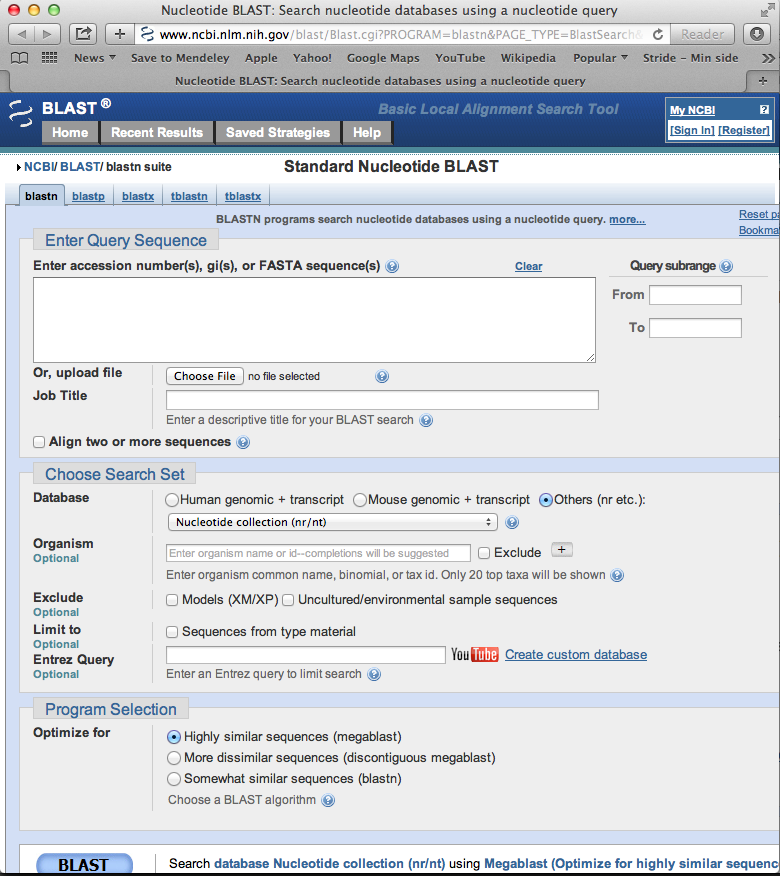 Nucleotide BLAST: Search nucleotide databases using a nucleotide query
www.ncbi.nlm.nih.gov/blast/Blast.cgi?PROGRAM=blastn&PAGE_TYPE=BlastSearch& Reader
News Save to Mendeley Apple Yahoo! Google Maps YouTube Wikipedia Popular Stride – Min side
Nucleotide BLAST: Search nucleotide databases using a nucleotide query
BLAST ® Basic Local Alignment Search Tool My NCBI ?
Home Recent Results Saved Strategies Help [Sign In] [Register]
NCBI/ BLAST/ blastn suite Standard Nucleotide BLAST
blastn blastp blastx tblastn tblastx
BLASTN programs search nucleotide databases using a nucleotide query. more... Reset pa
Bookma
Enter Query Sequence
Enter accession number(s), gi(s), or FASTA sequence(s) ? Clear Query subrange ?
From
To
Or, upload file Choose File no file selected ?
Job Title
Enter a descriptive title for your BLAST search ?
Align two or more sequences ?
Choose Search Set
Database Human genomic + transcript Mouse genomic + transcript Others (nr etc.):
Nucleotide collection (nr/nt) ?
Organism
Optional Enter organism name or id--completions will be suggested Exclude +
Enter organism common name, binomial, or tax id. Only 20 top taxa will be shown ?
Exclude Models (XM/XP) Uncultured/environmental sample sequences
Optional
Limit to Sequences from type material
Optional
Entrez Query YouTube Create custom database
Optional Enter an Entrez query to limit search ?
Program Selection
Optimize for Highly similar sequences (megablast)
More dissimilar sequences (discontiguous megablast)
Somewhat similar sequences (blastn)
Choose a BLAST algorithm ?
BLAST Search database Nucleotide collection (nr/nt) using Megablast (Optimize for highly similar sequenc